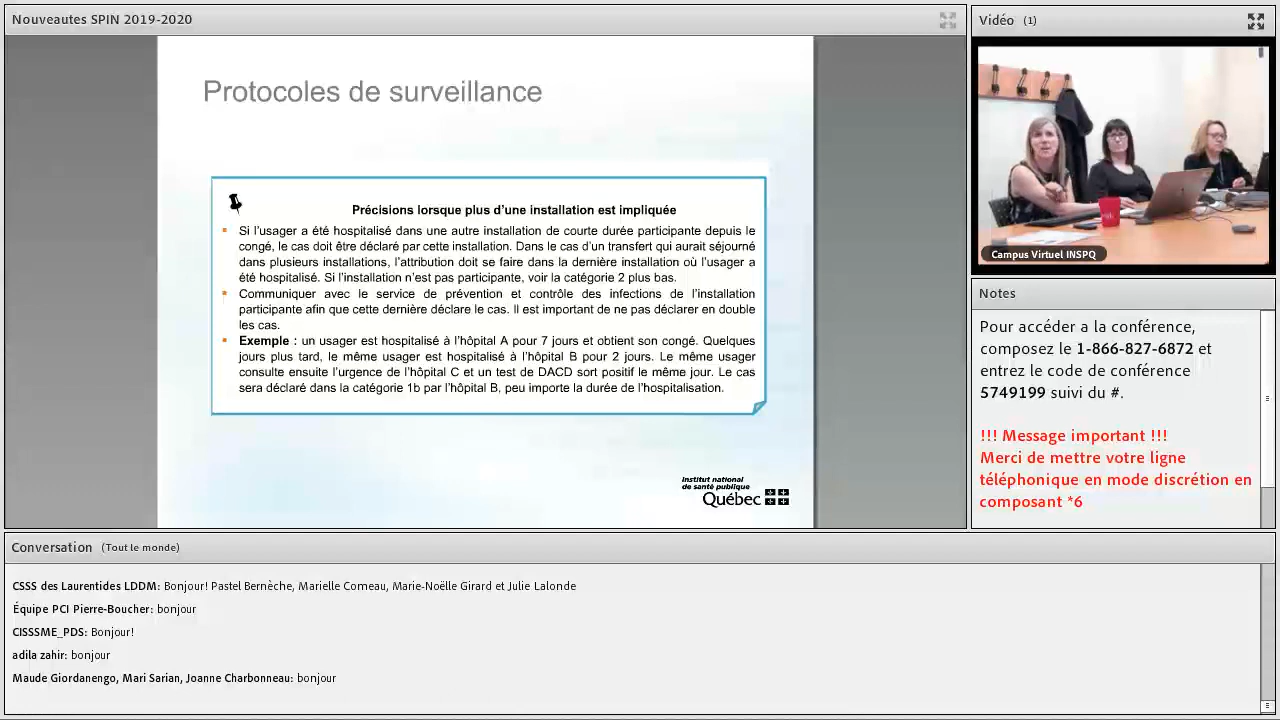 Nouveautes SPIN 2019-2020
Protocoles de surveillance
Précisions lorsque plus d'une installation est impliquée
Si l'usager a été hospitalisé dans une autre installation de courte durée participante depuis le
congé, le cas doit être déclaré par cette installation. Dans le cas d'un transfert qui aurait séjourné
dans plusieurs installations, l'attribution doit se faire dans la dernière installation où l'usager a
été hospitalisé. Si l'installation n'est pas participante, voir la catégorie 2 plus bas.
Communiquer avec le service de prévention et contrôle des infections de l'installation
participante afin que cette dernière déclare le cas. Il est important de ne pas déclarer en double
les cas.
Exemple : un usager est hospitalisé à l'hôpital A pour 7 jours et obtient son congé. Quelques
jours plus tard, le même usager est hospitalisé à l'hôpital B pour 2 jours. Le même usager
consulte ensuite l'urgence de l'hôpital C et un test de DACD sort positif le même jour. Le cas
sera déclaré dans la catégorie 1b par l'hôpital B, peu importe la durée de l'hospitalisation.
Institut national
de santé publique
Québec
Vidéo (1)
Campus Virtuel INSPQ
Notes
Pour accéder a la conférence,
composez le 1-866-827-6872 et
entrez le code de conférence
5749199 suivi du #.
!!! Message important !!!
Merci de mettre votre ligne
téléphonique en mode discrétion en
composant *6
Conversation (Tout le monde)
CSSS des Laurentides LDDM: Bonjour! Pastel Bernèche, Marielle Comeau, Marie-Noëlle Girard et Julie Lalonde
Équipe PCI Pierre-Boucher: bonjour
CISSSME_PDS: Bonjour!
adila zahir: bonjour
Maude Giordanengo, Mari Sarian, Joanne Charbonneau: bonjour